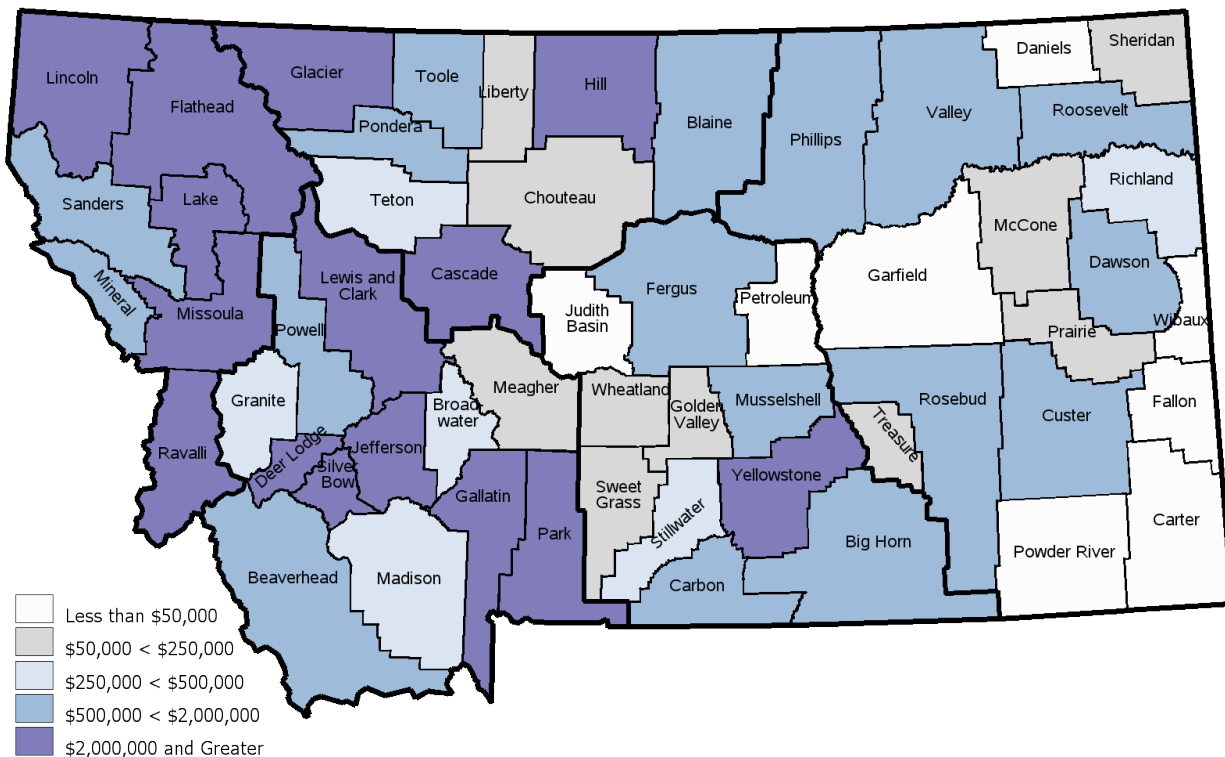 Lincoln
Flathead
Glacier
Toole
Liberty
Hill
Blaine
Phillips
Valley
Daniels
Sheridan
Roosevelt
Pondera
Richland
Sanders
Lake
Teton
Chouteau
McCone
Dawson
Garfield
Mineral
Missoula
Lewis and
Clark
Cascade
Fergus
Petroleum
Judith
Basin
Powell
Prairie
Wibaux
Granite
Meagher
Wheatland
Golden
Valley
Musselshell
Rosebud
Custer
Fallon
Broad-
water
Treasure
Ravalli
Deer Lodge
Silver
Bow
Jefferson
Gallatin
Park
Sweet
Grass
Stillwater
Yellowstone
Carter
Big Horn
Powder River
Beaverhead
Madison
Carbon
Less than $50,000
$50,000 < $250,000
$250,000 < $500,000
$500,000 < $2,000,000
$2,000,000 and Greater